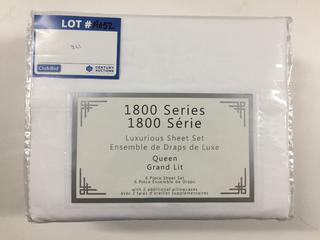 LOT #
ClubBid
CENTURY
AUCTIONS
1800 Series
1800 Série
Luxurious Sheet Set
Ensemble de Draps de Luxe
Queen
Grand Lit
6 Piece Sheet Set
6 Pièce Ensemble de Draps
with 2 additional pillowcases
avec 2 taies d'oreiller supplémentaires